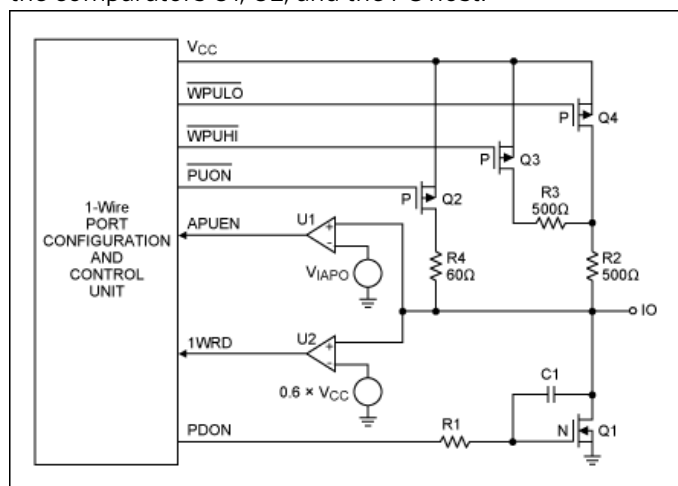 the comparators U1, U2, and the I²C host.
VCC
WPULO
P
Q4
WPUHI
P
Q3
PUON
P
Q2
R3
500Ω
1-Wire
PORT
CONFIGURATION
AND
CONTROL
UNIT
APUEN
U1
+
-
VIAPO
R4
60Ω
R2
500Ω
IO
1WRD
U2
+
-
0.6 × VCC
C1
PDON
R1
N
Q1